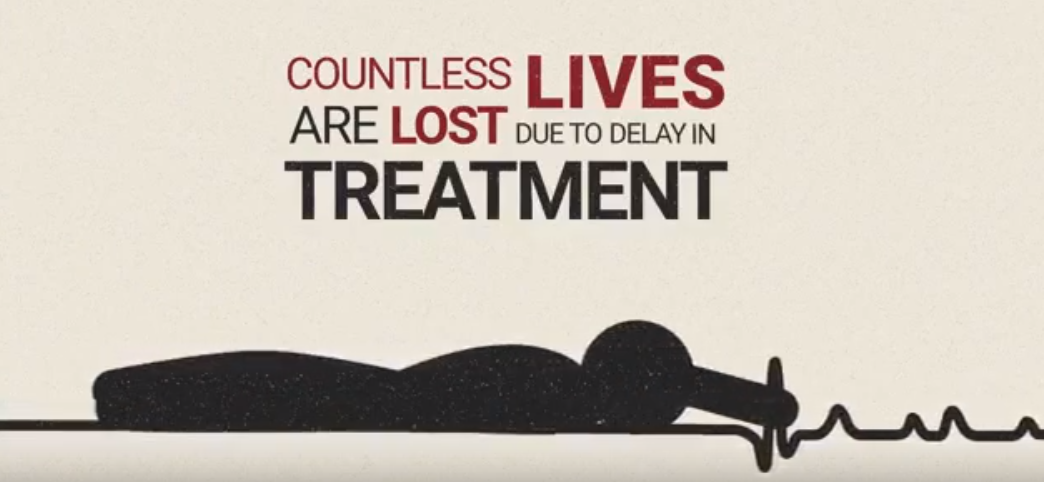 COUNTLESS LIVES
ARE LOST DUE TO DELAY IN
TREATMENT